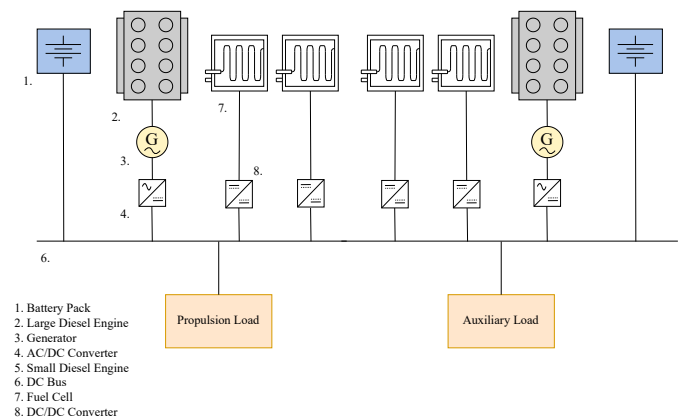 1.
2.
G
G
7.
3.
8.
4.
6.
Propulsion Load
Auxiliary Load
1. Battery Pack
2. Large Diesel Engine
3. Generator
4. AC/DC Converter
5. Small Diesel Engine
6. DC Bus
7. Fuel Cell
8. DC/DC Converter